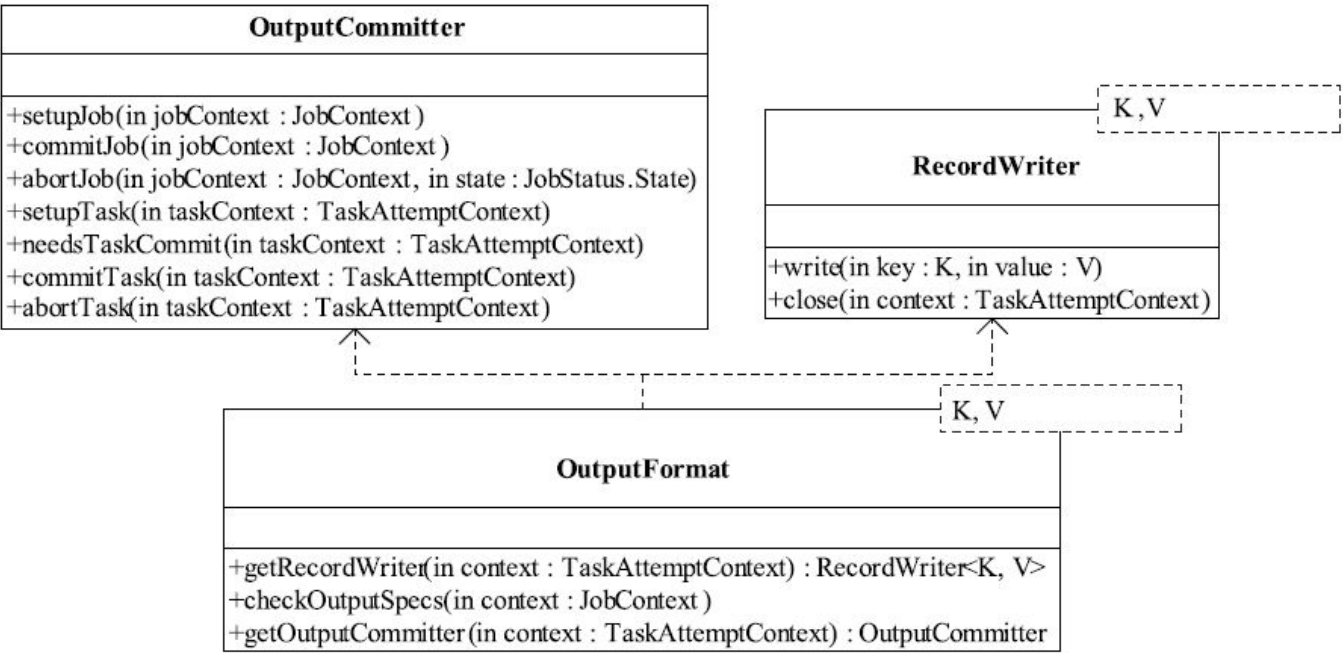 OutputCommitter
+setupJob(in jobContext : JobContext)
+commitJob(in jobContext : JobContext)
+abortJob(in jobContext : JobContext, in state : JobStatus.State)
+setupTask(in taskContext : TaskAttemptContext)
+needsTaskCommit(in taskContext : TaskAttemptContext)
+commitTask(in taskContext : TaskAttemptContext)
+abortTask(in taskContext : TaskAttemptContext)
K ,V
RecordWriter
+write(in key : K, in value : V)
+close(in context : TaskAttemptContext)
K, V
OutputFormat
+getRecordWriter(in context : TaskAttemptContext) : RecordWriter<K, V>
+checkOutputSpecs(in context : JobContext)
+getOutputCommitter(in context : TaskAttemptContext) : OutputCommitter